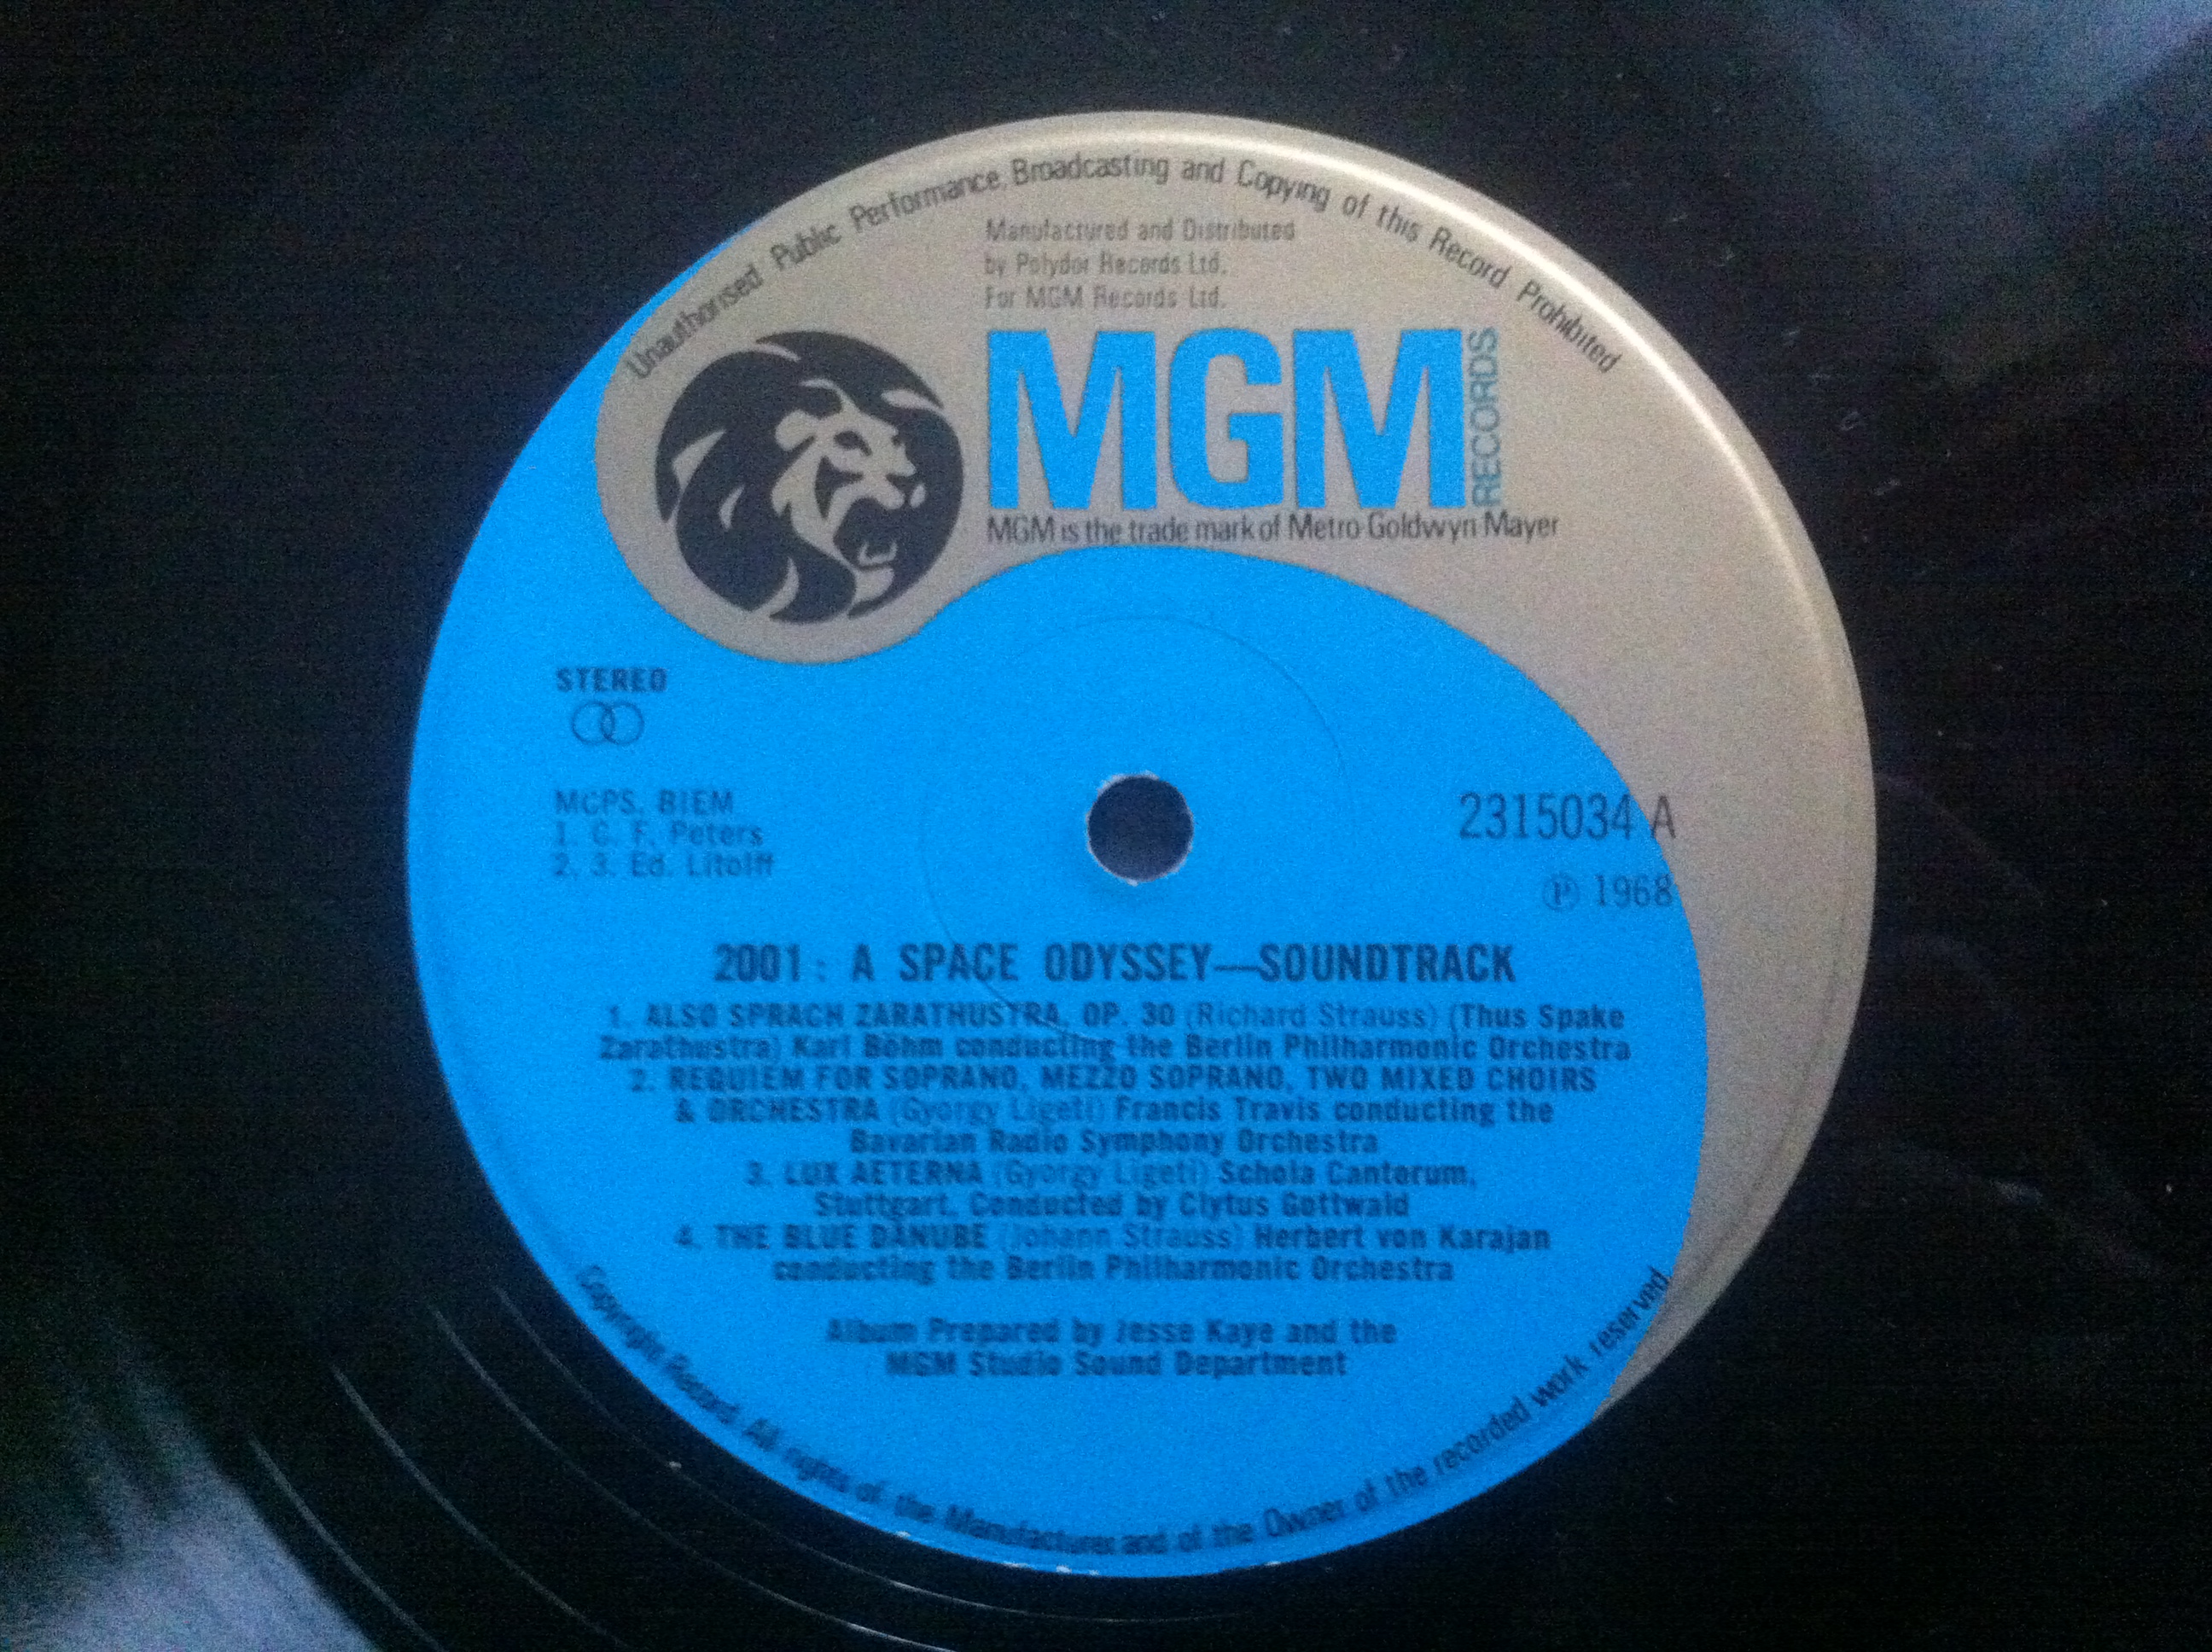 Unauthorised Public Performance, Broadcasting and Copying of this Record Prohibited
Manufactured and Distributed
by Polydor Records Ltd.
For MGM Records Ltd.
MGM RECORDS
MGM is the trade mark of Metro Goldwyn Mayer
STEREO
MCPS. BIEM
1. C. F. Peters
2. 3. Ed. Litolff
2315034 A
Ⓟ 1968
2001: A SPACE ODYSSEY—SOUNDTRACK
1. ALSO SPRACH ZARATHUSTRA, OP. 30 (Richard Strauss) (Thus Spake
Zarathustra) Karl Böhm conducting the Berlin Philharmonic Orchestra
2. REQUIEM FOR SOPRANO, MEZZO SOPRANO, TWO MIXED CHOIRS
& ORCHESTRA (Gyorgy Ligeti) Francis Travis conducting the
Bavarian Radio Symphony Orchestra
3. LUX AETERNA (Gyorgy Ligeti) Schola Cantorum,
Stuttgart. Conducted by Clytus Gottwald
4. THE BLUE DANUBE (Johann Strauss) Herbert von Karajan
conducting the Berlin Philharmonic Orchestra
Album Prepared by Jesse Kaye and the
MGM Studio Sound Department
Copyright Record. All rights of the Manufacturer and of the Owner of the recorded work reserved.